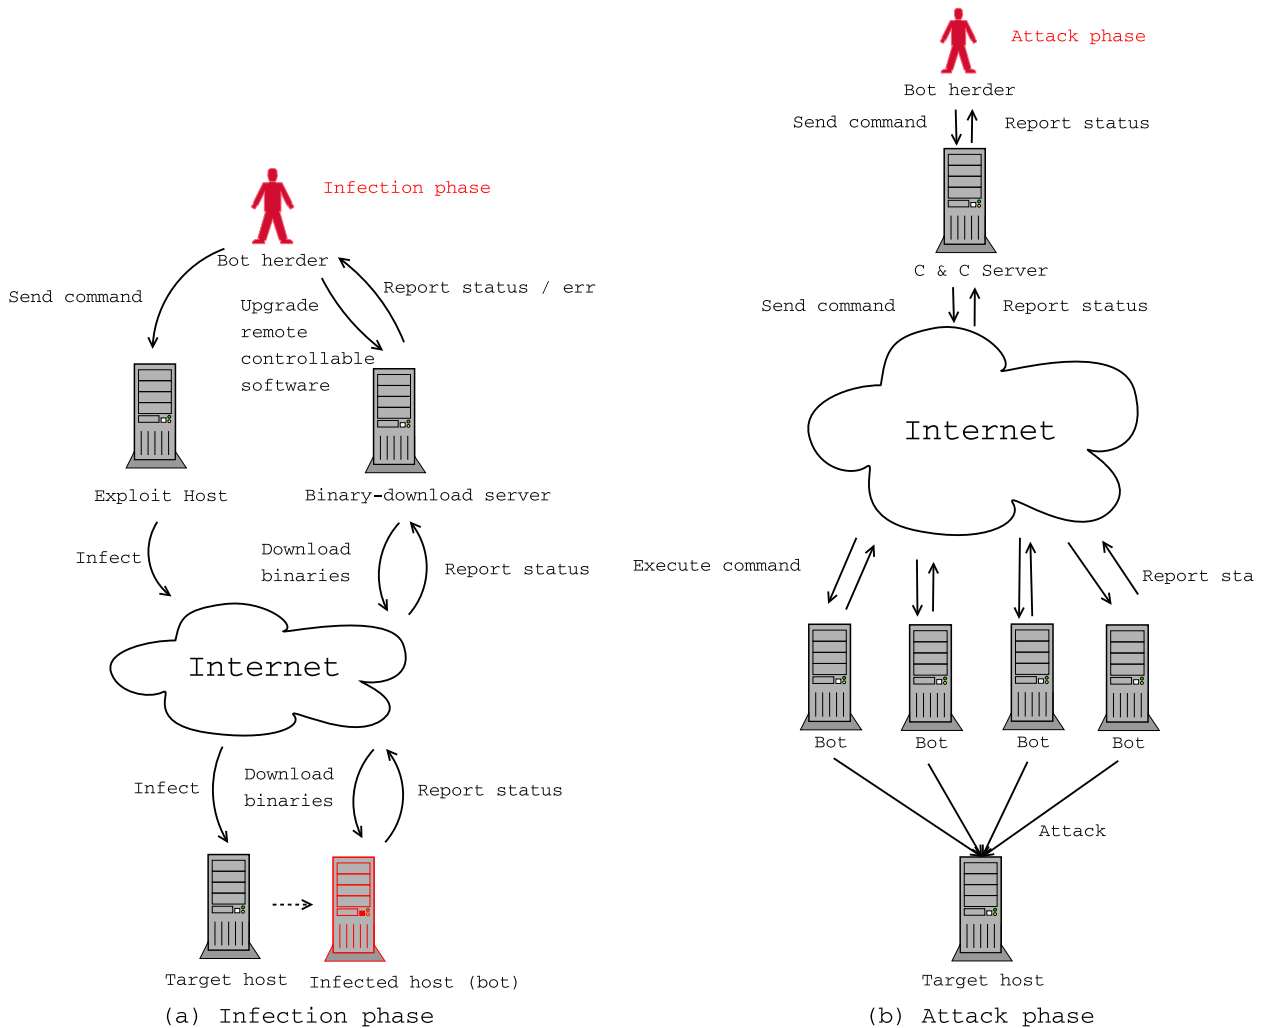 Infection phase
Bot herder
Send command
Report status / err
Upgrade
remote
controllable
software
Exploit Host
Binary-download server
Infect
Download
binaries
Report status
Internet
Infect
Download
binaries
Report status
Target host
Infected host (bot)
(a) Infection phase
Attack phase
Bot herder
Send command
Report status
C & C Server
Send command
Report status
Internet
Execute command
Report sta
Bot
Bot
Bot
Bot
Attack
Target host
(b) Attack phase